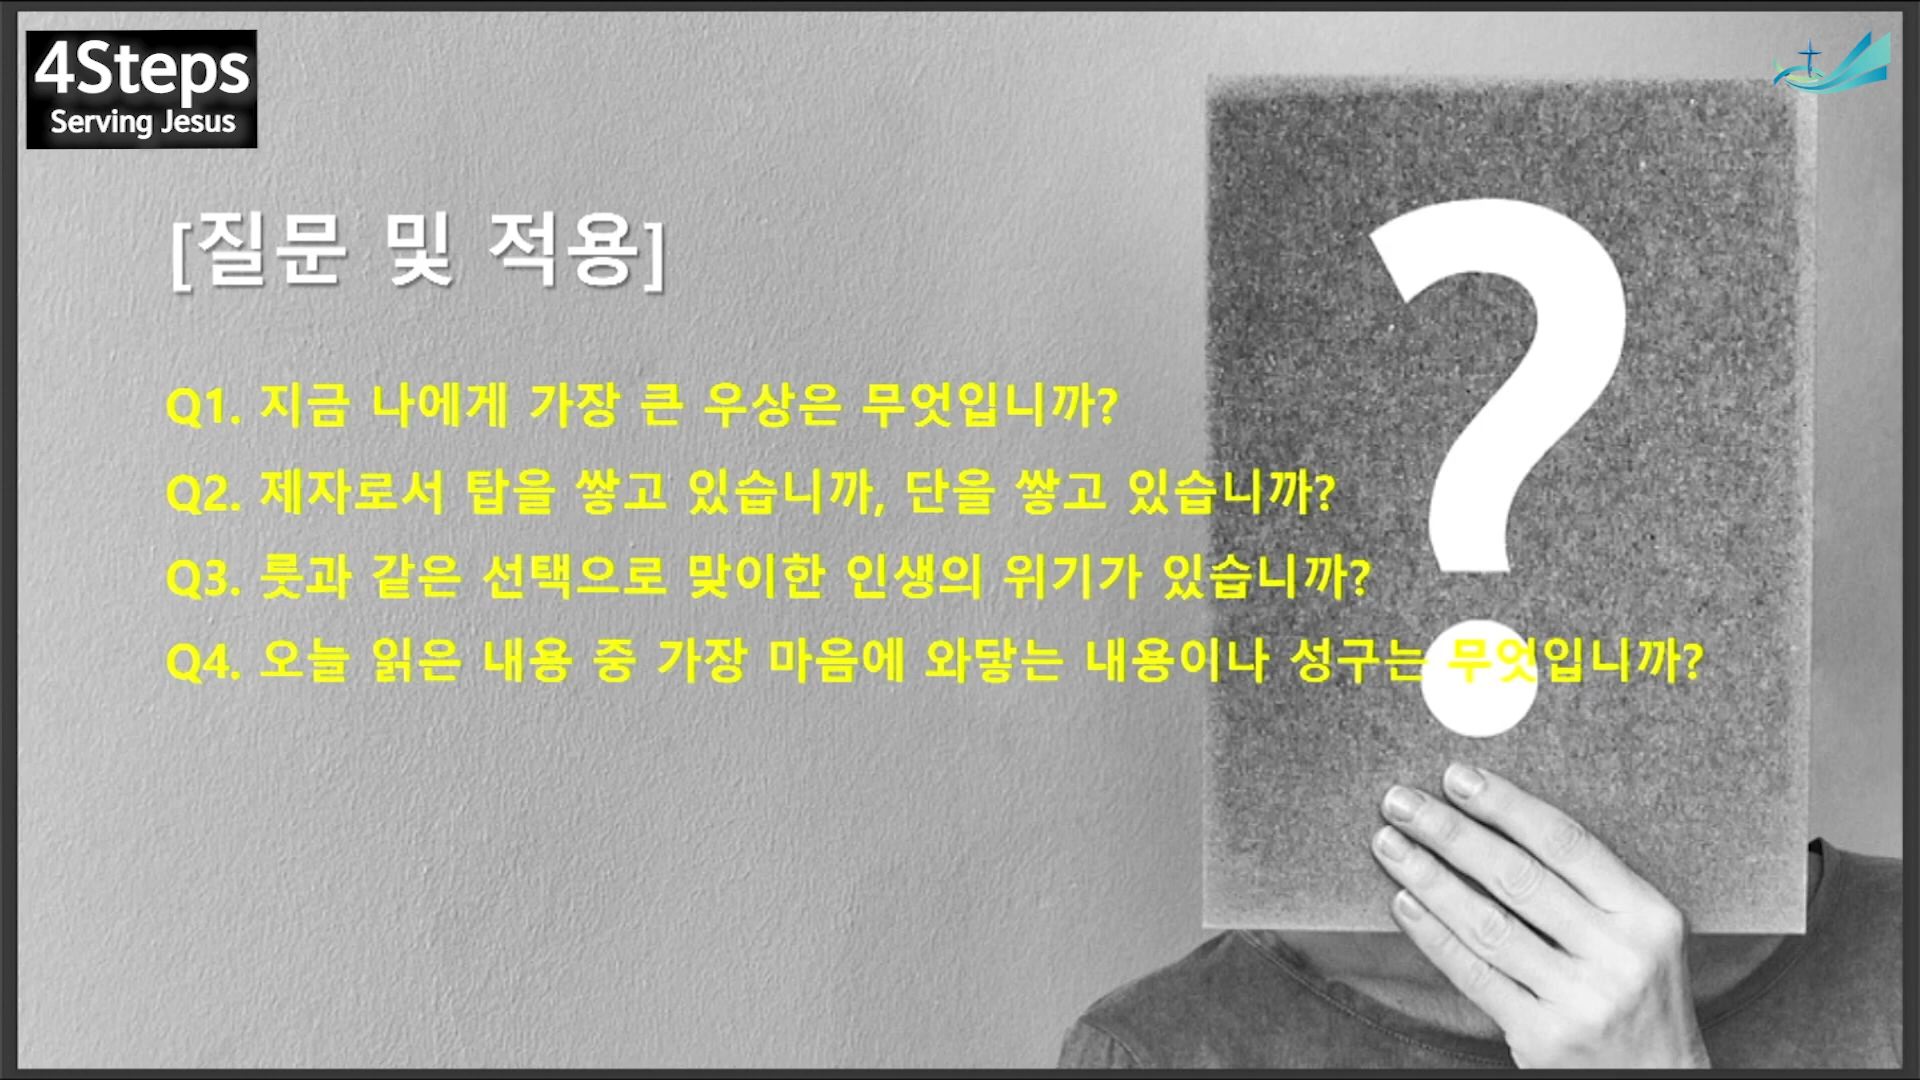 4Steps
Serving Jesus
[질문 및 적용]
Q1. 지금 나에게 가장 큰 우상은 무엇입니까?
Q2. 제자로서 탑을 쌓고 있습니까, 단을 쌓고 있습니까?
Q3. 롯과 같은 선택으로 맞이한 인생의 위기가 있습니까?
Q4. 오늘 읽은 내용 중 가장 마음에 와닿는 내용이나 성구는 무엇입니까?
?